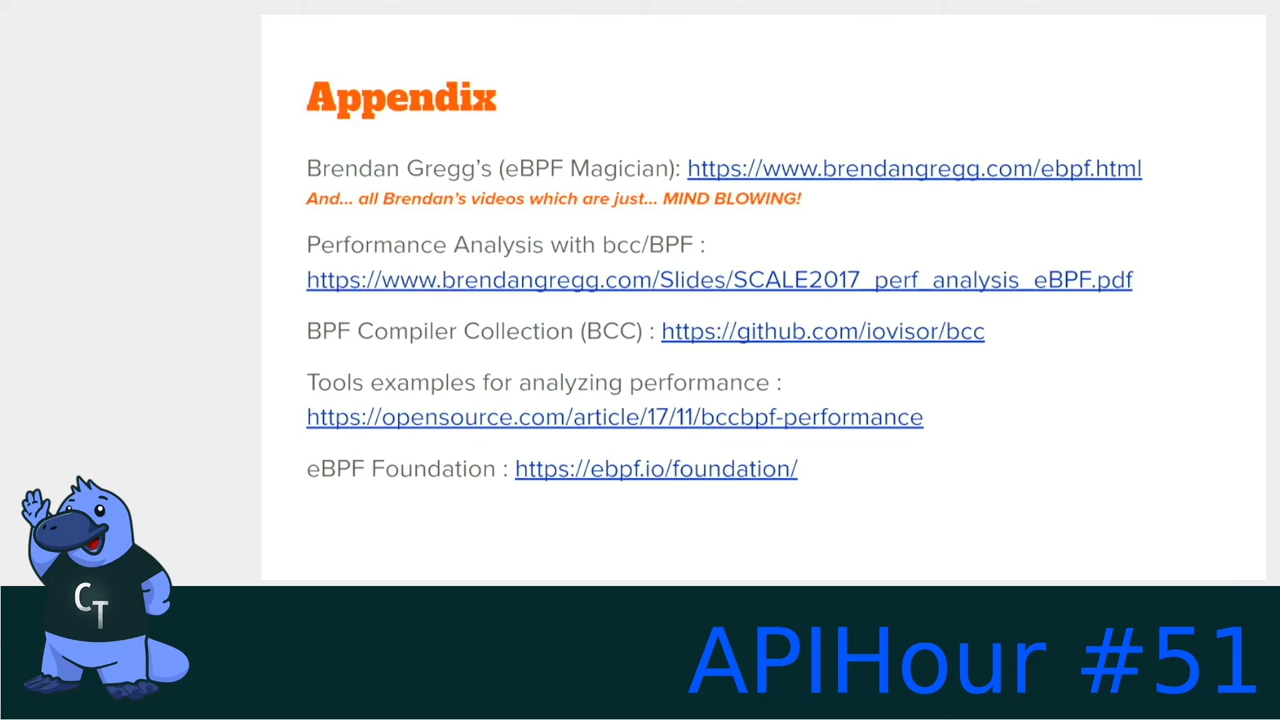 Appendix
Brendan Gregg's (eBPF Magician): https://www.brendangregg.com/ebpf.html
And... all Brendan's videos which are just... MIND BLOWING!
Performance Analysis with bcc/BPF :
https://www.brendangregg.com/Slides/SCALE2017_perf_analysis_eBPF.pdf
BPF Compiler Collection (BCC) : https://github.com/iovisor/bcc
Tools examples for analyzing performance :
https://opensource.com/article/17/11/bccbpf-performance
eBPF Foundation : https://ebpf.io/foundation/
CT
APIHour #51